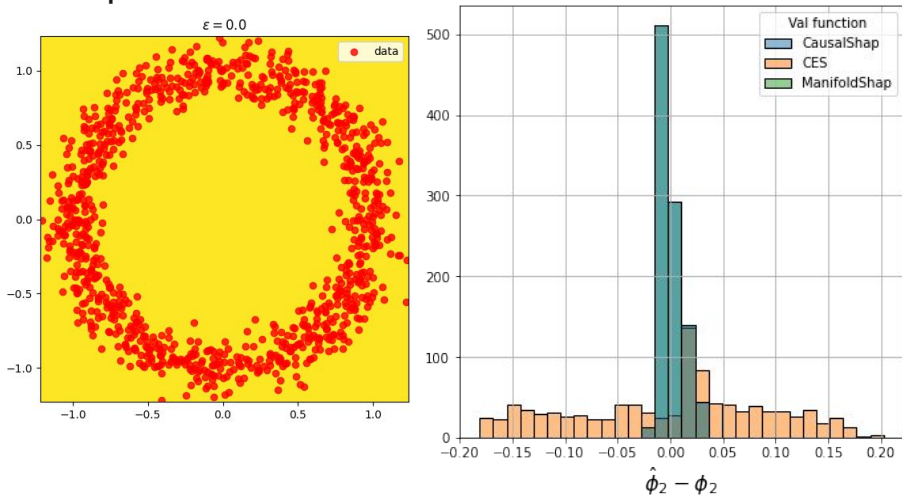 ε = 0.0
data
1.0
0.5
0.0
−0.5
−1.0
−1.0 −0.5 0.0 0.5 1.0
Val function
CausalShap
CES
ManifoldShap
500
400
300
200
100
0
−0.20 −0.15 −0.10 −0.05 0.00 0.05 0.10 0.15 0.20
ϕ̂₂ − ϕ₂